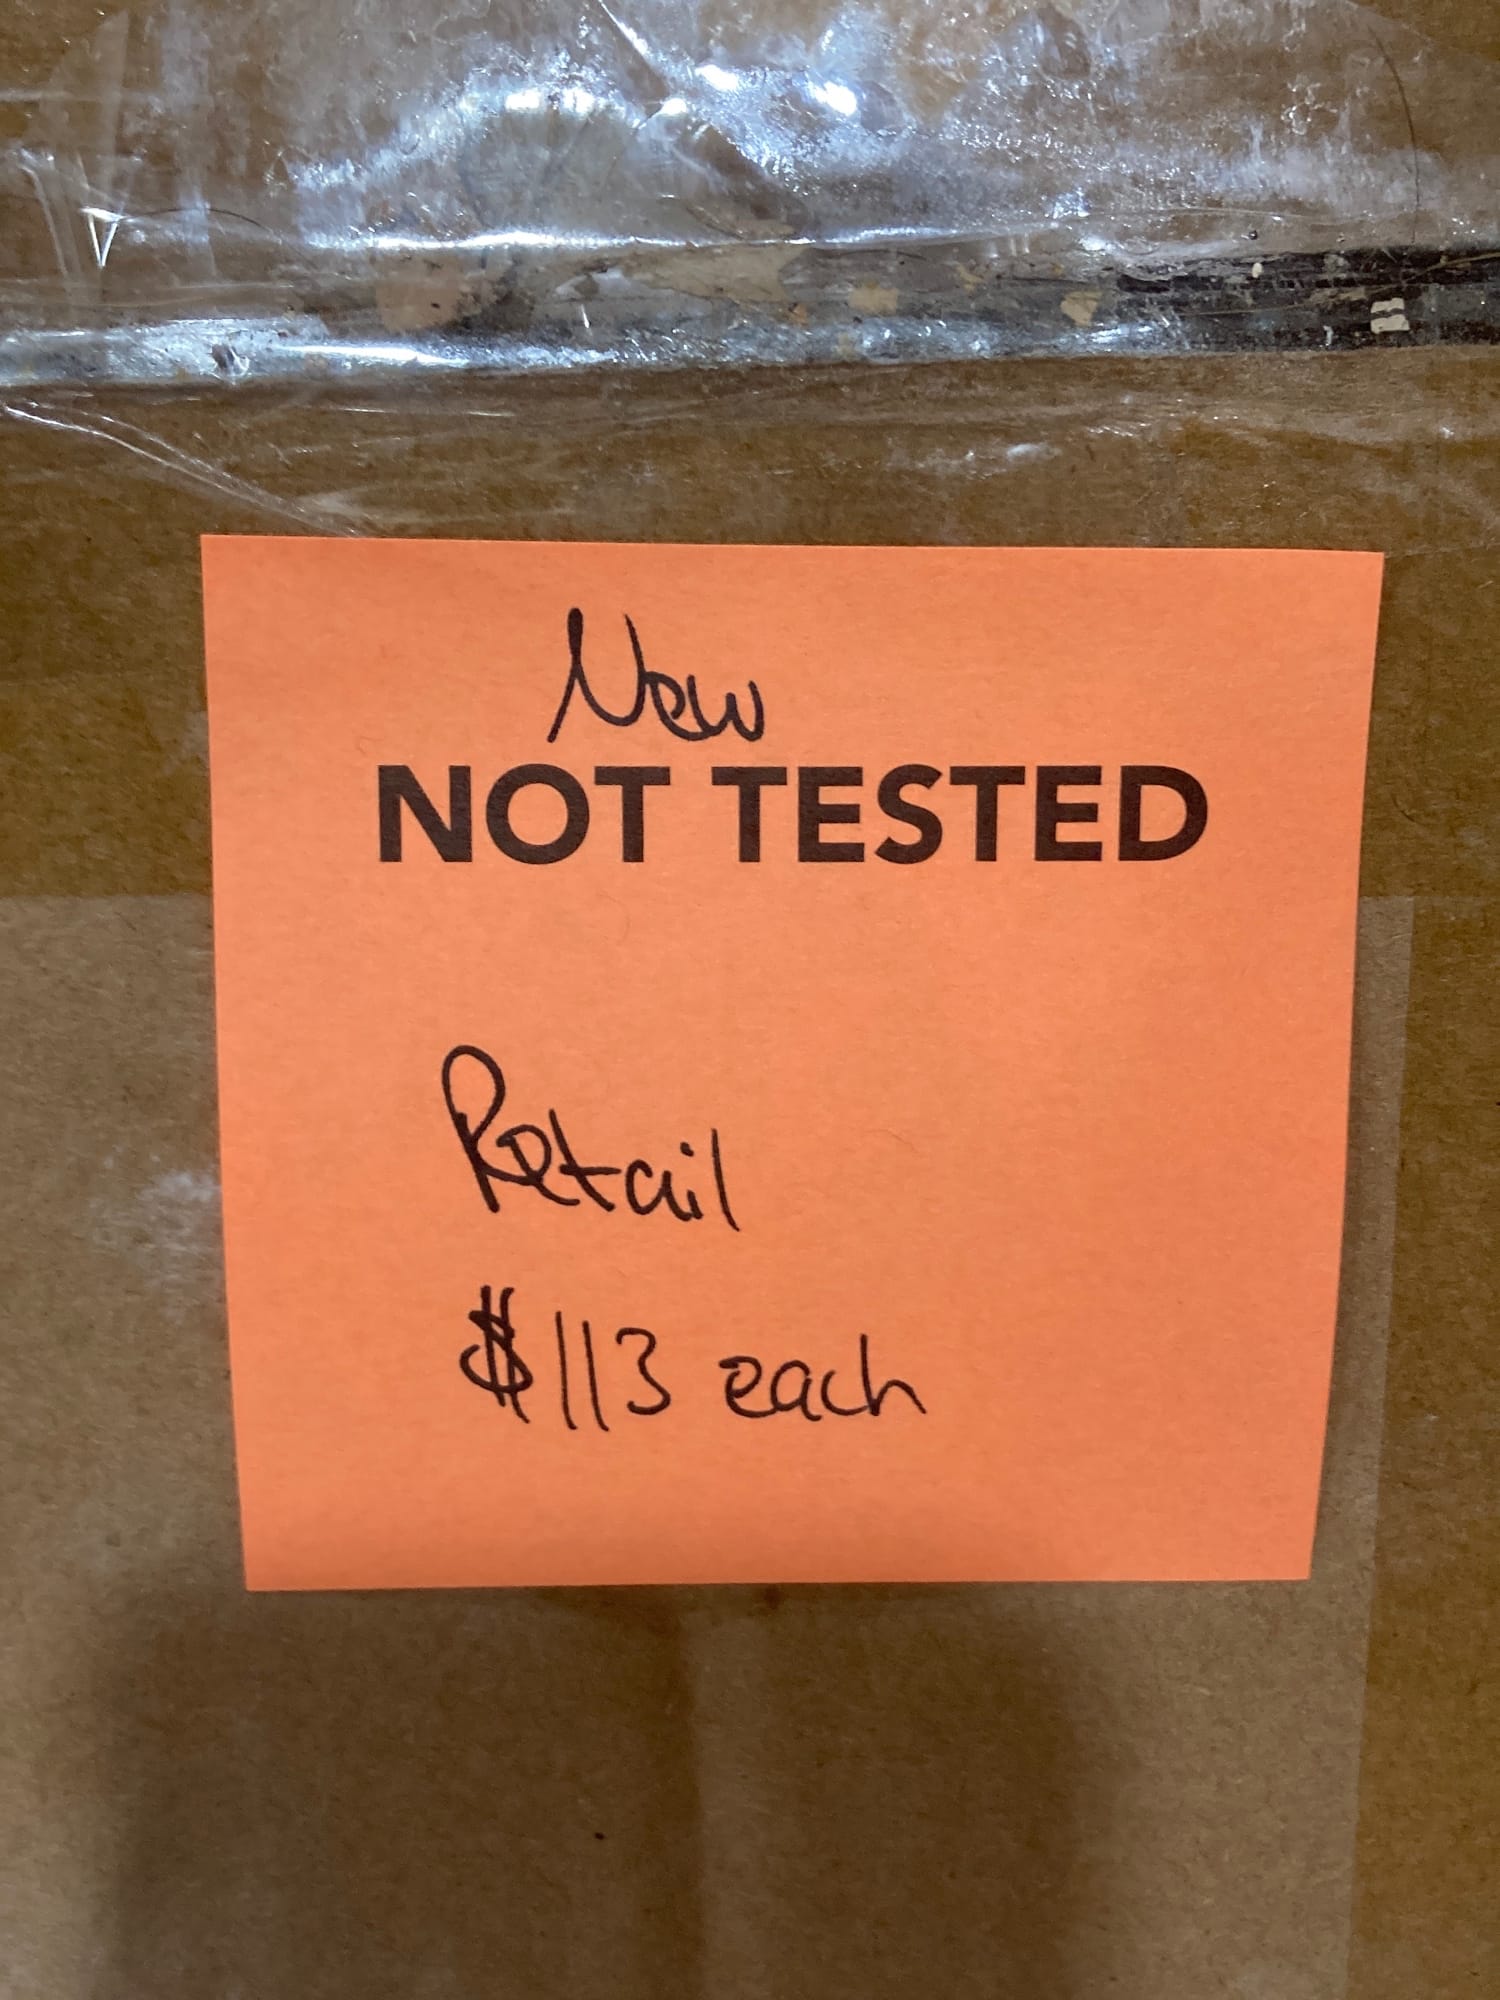 New
NOT TESTED
Retail
$113 each